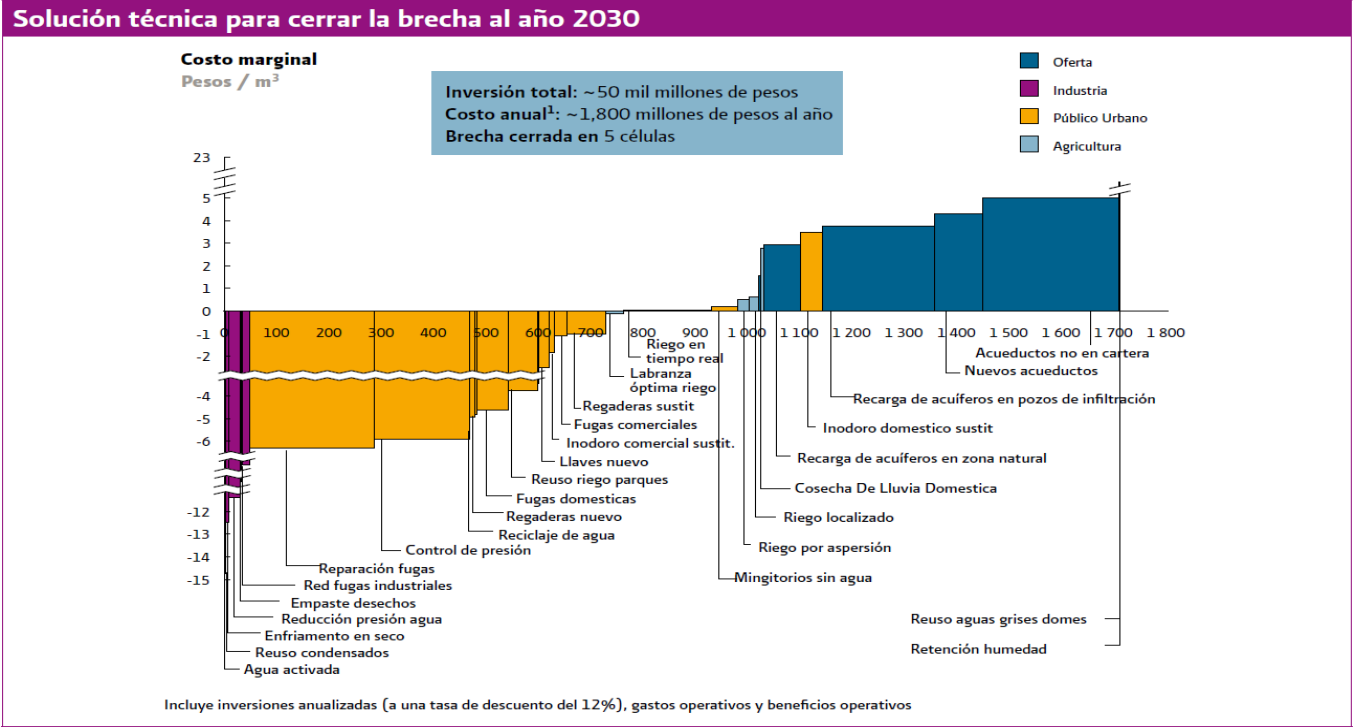 Solución técnica para cerrar la brecha al año 2030
Costo marginal
Pesos / m³
Inversión total: ~50 mil millones de pesos
Costo anual¹: ~1,800 millones de pesos al año
Brecha cerrada en 5 células
Oferta
Industria
Público Urbano
Agricultura
23
5
4
3
2
1
0
-1
-2
-4
-5
-6
-12
-13
-14
-15
0 100 200 300 400 500 600 700 800 900 1 000 1 100 1 200 1 300 1 400 1 500 1 600 1 700 1 800
Riego en
tiempo real
Labranza
óptima riego
Regaderas sustit
Fugas comerciales
Inodoro comercial sustit.
Llaves nuevo
Reuso riego parques
Fugas domesticas
Regaderas nuevo
Reciclaje de agua
Control de presión
Reparación fugas
Red fugas industriales
Empaste desechos
Reducción presión agua
Enfriamento en seco
Reuso condensados
Agua activada
Acueductos no en cartera
Nuevos acueductos
Recarga de acuíferos en pozos de infiltración
Inodoro domestico sustit
Recarga de acuíferos en zona natural
Cosecha De Lluvia Domestica
Riego localizado
Riego por aspersión
Mingitorios sin agua
Reuso aguas grises domes
Retención humedad
Incluye inversiones anualizadas (a una tasa de descuento del 12%), gastos operativos y beneficios operativos